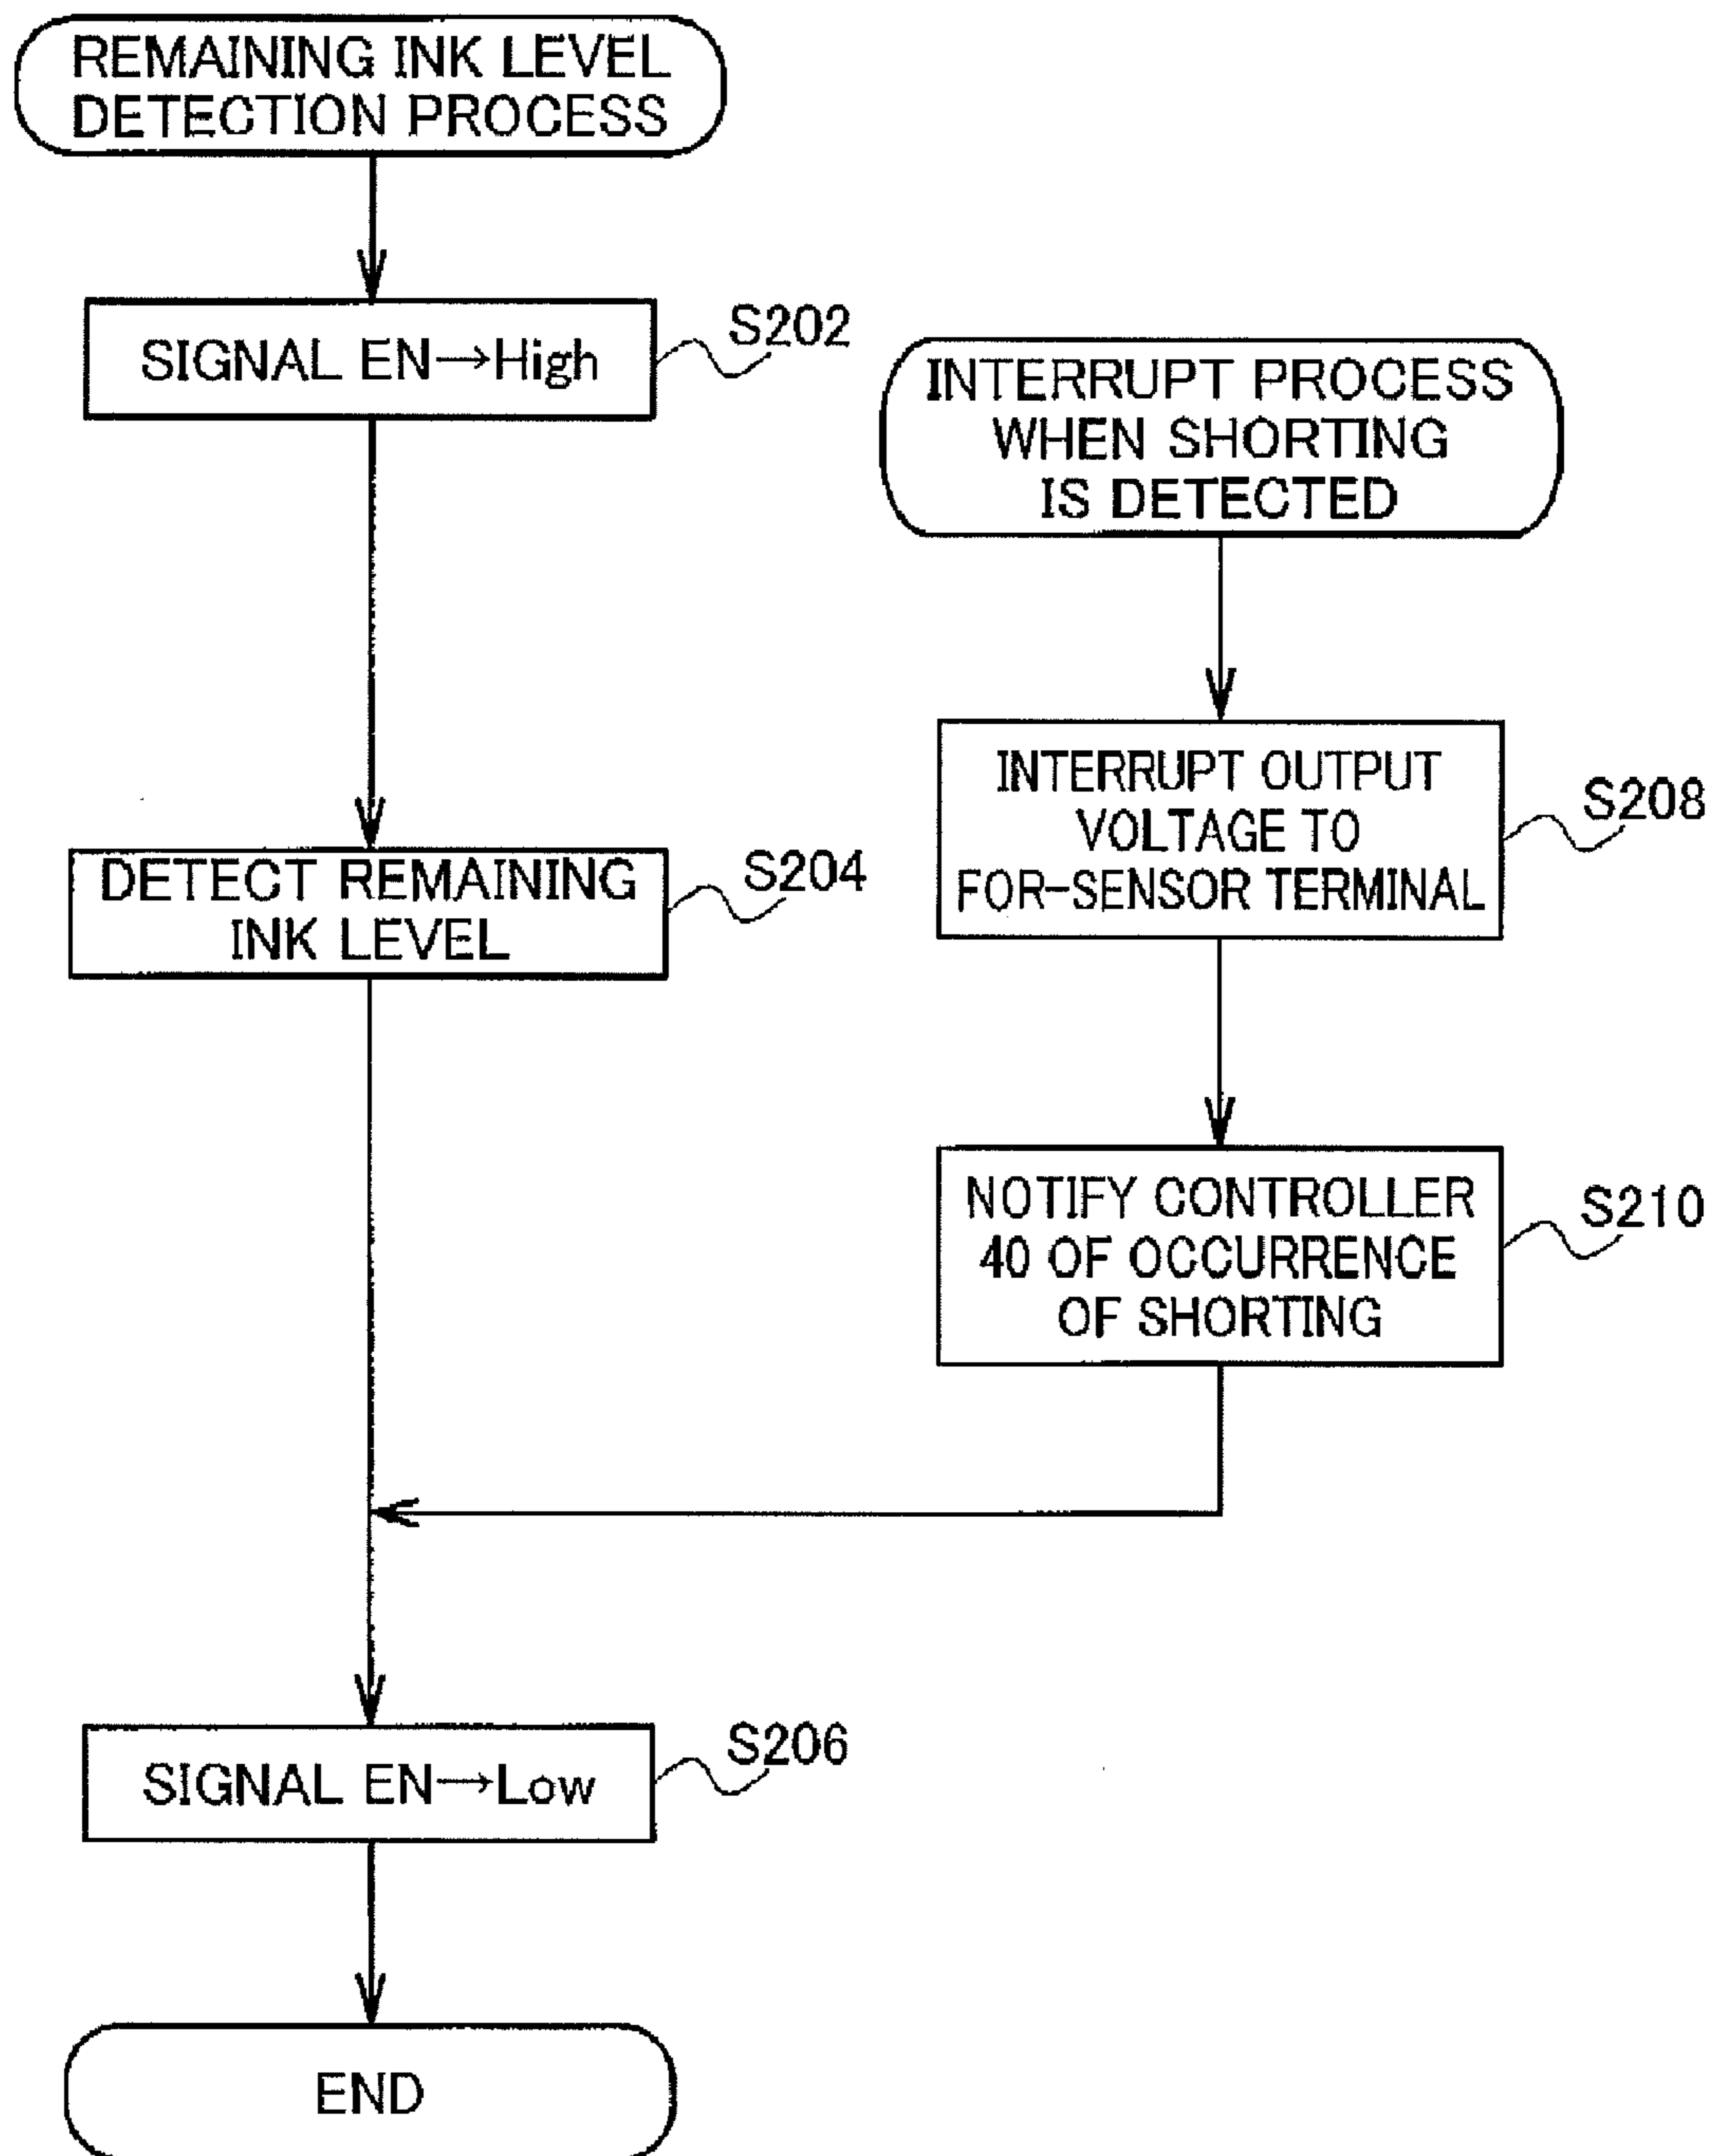 REMAINING INK LEVEL
DETECTION PROCESS
SIGNAL EN→High
S202
DETECT REMAINING
INK LEVEL
S204
INTERRUPT PROCESS
WHEN SHORTING
IS DETECTED
INTERRUPT OUTPUT
VOLTAGE TO
FOR-SENSOR TERMINAL
S208
NOTIFY CONTROLLER
40 OF OCCURRENCE
OF SHORTING
S210
SIGNAL EN→Low
S206
END